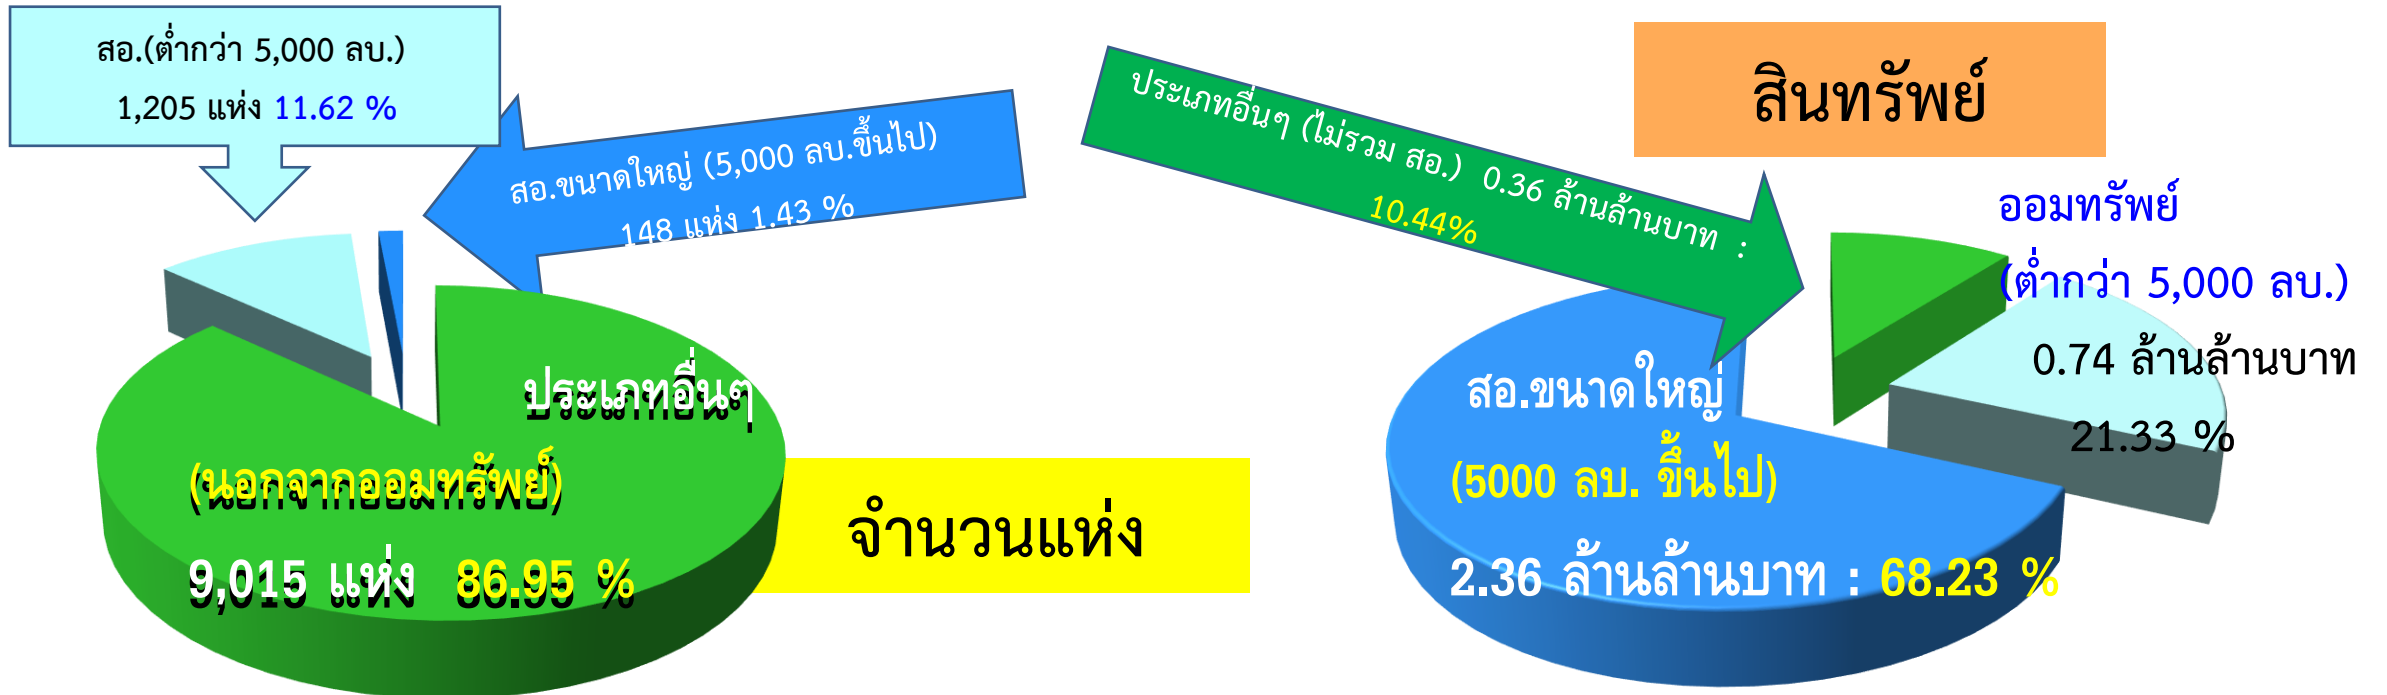 สอ.(ต่ำกว่า 5,000 ลบ.)
1,205 แห่ง 11.62 %
สอ.ขนาดใหญ่ (5,000 ลบ.ขึ้นไป)
148 แห่ง 1.43 %
ประเภทอื่นๆ
(นอกจากออมทรัพย์)
9,015 แห่ง 86.95 %
จำนวนแห่ง
ประเภทอื่นๆ (ไม่รวม สอ.) 0.36 ล้านล้านบาท :
10.44%
สินทรัพย์
ออมทรัพย์
(ต่ำกว่า 5,000 ลบ.)
0.74 ล้านล้านบาท
21.33 %
สอ.ขนาดใหญ่
(5000 ลบ. ขึ้นไป)
2.36 ล้านล้านบาท : 68.23 %